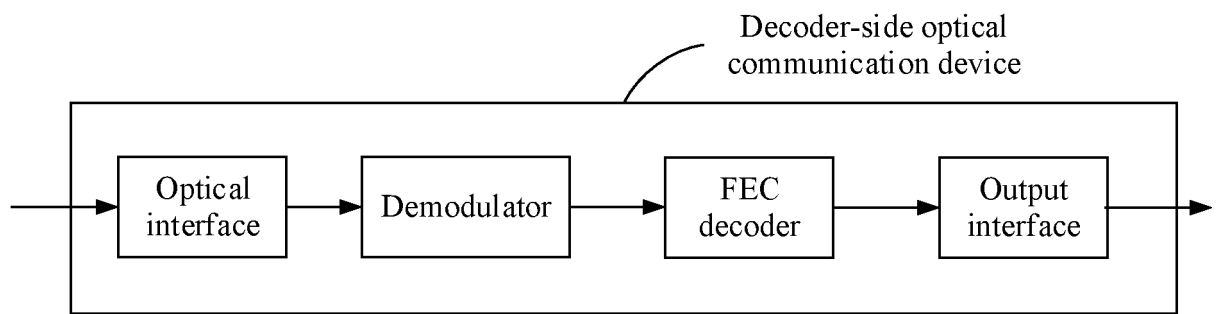 Decoder-side optical
communication device
Optical
interface
Demodulator
FEC
decoder
Output
interface